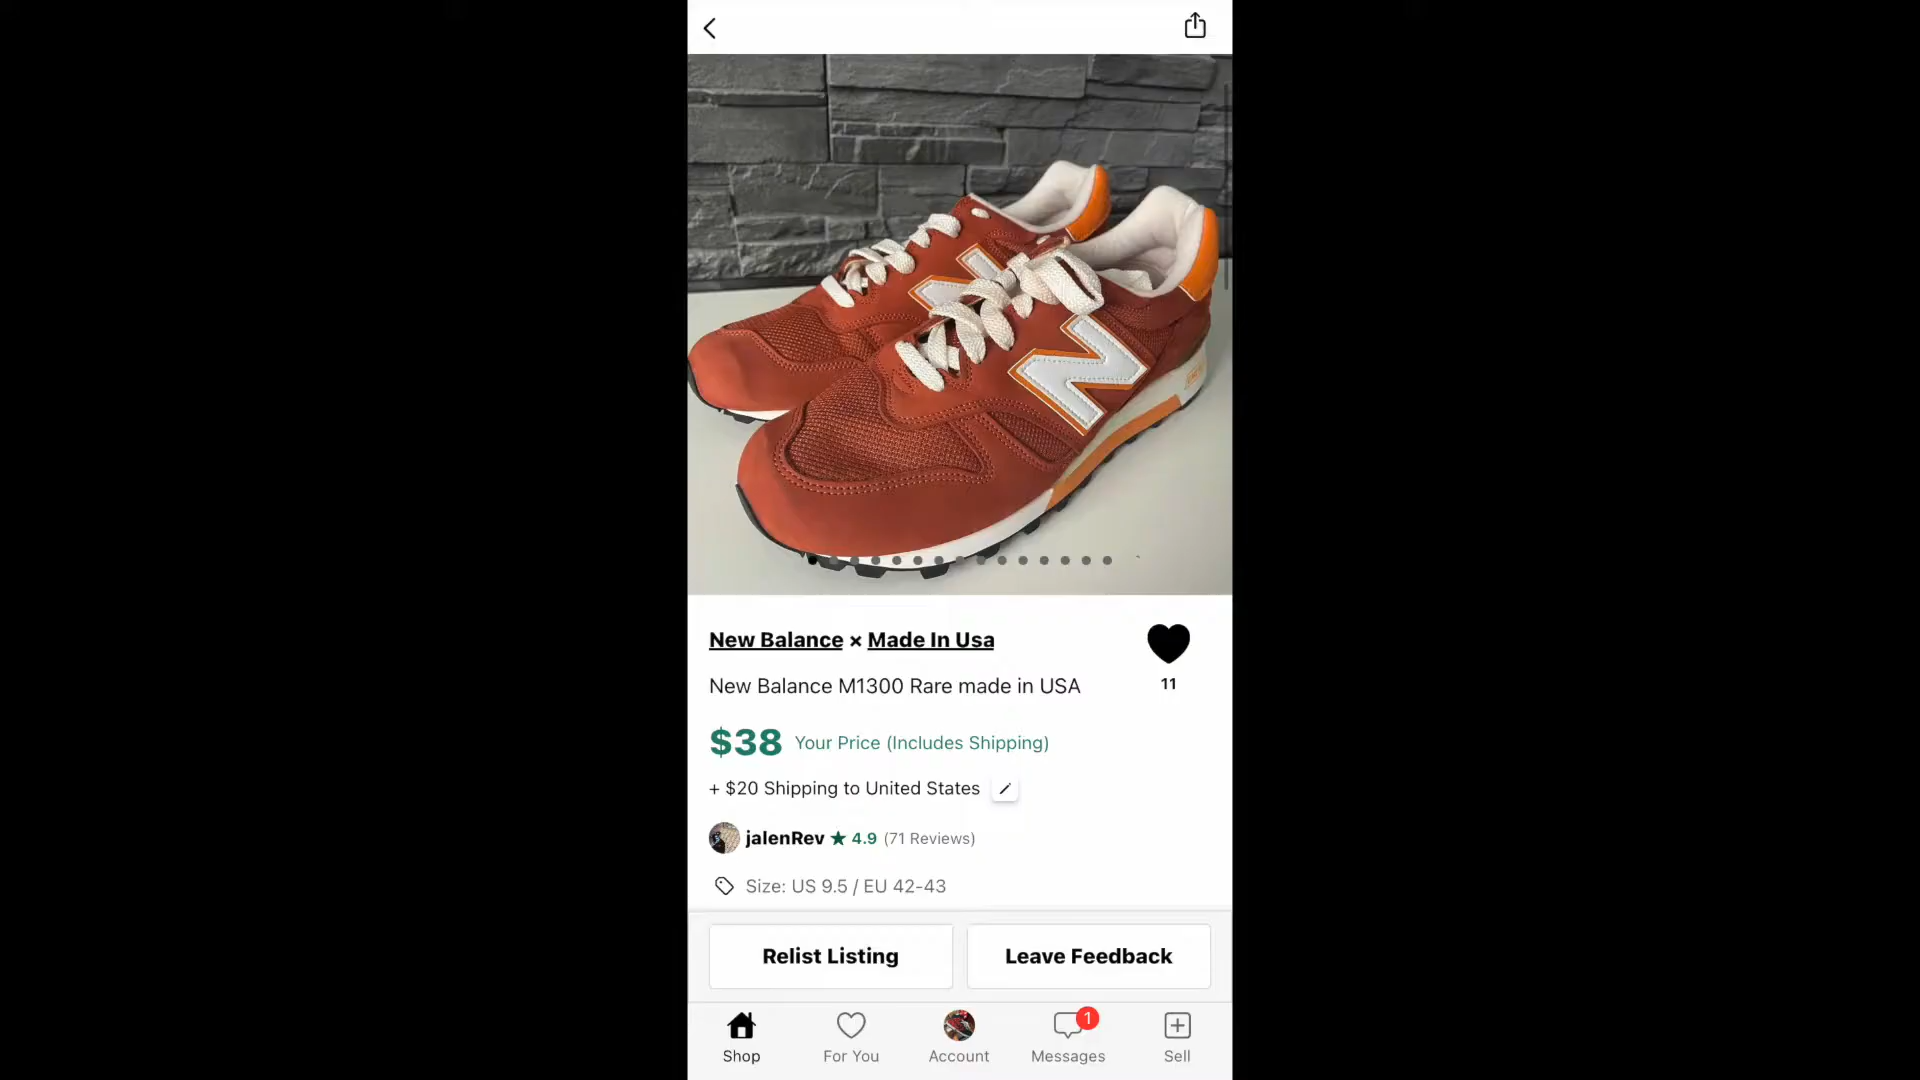 New Balance × Made In Usa
11
New Balance M1300 Rare made in USA
$38 Your Price (Includes Shipping)
+ $20 Shipping to United States
jalenRev ★ 4.9 (71 Reviews)
Size: US 9.5 / EU 42-43
Relist Listing Leave Feedback
1
Shop For You Account Messages Sell